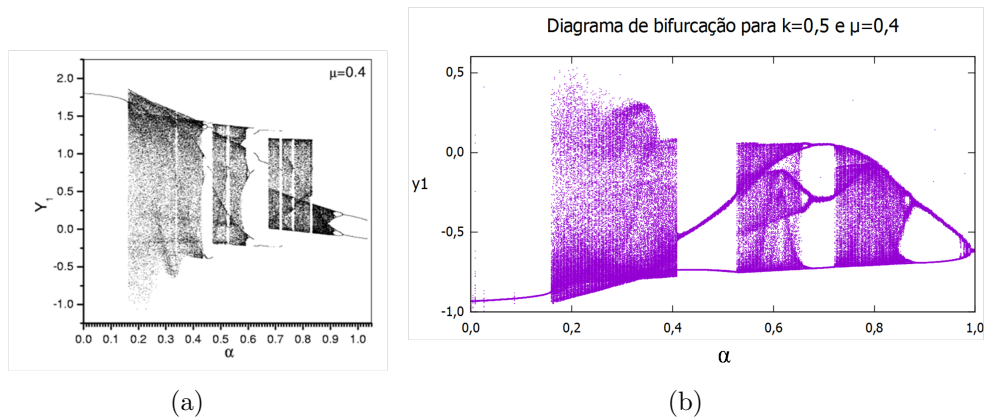 μ=0.4
2.0
1.5
1.0
0.5
0.0
-0.5
-1.0
Y1
0.0 0.1 0.2 0.3 0.4 0.5 0.6 0.7 0.8 0.9 1.0
α
(a)
Diagrama de bifurcação para k=0,5 e μ=0,4
0,5
0,0
-0,5
-1,0
y1
0,0 0,2 0,4 0,6 0,8 1,0
α
(b)